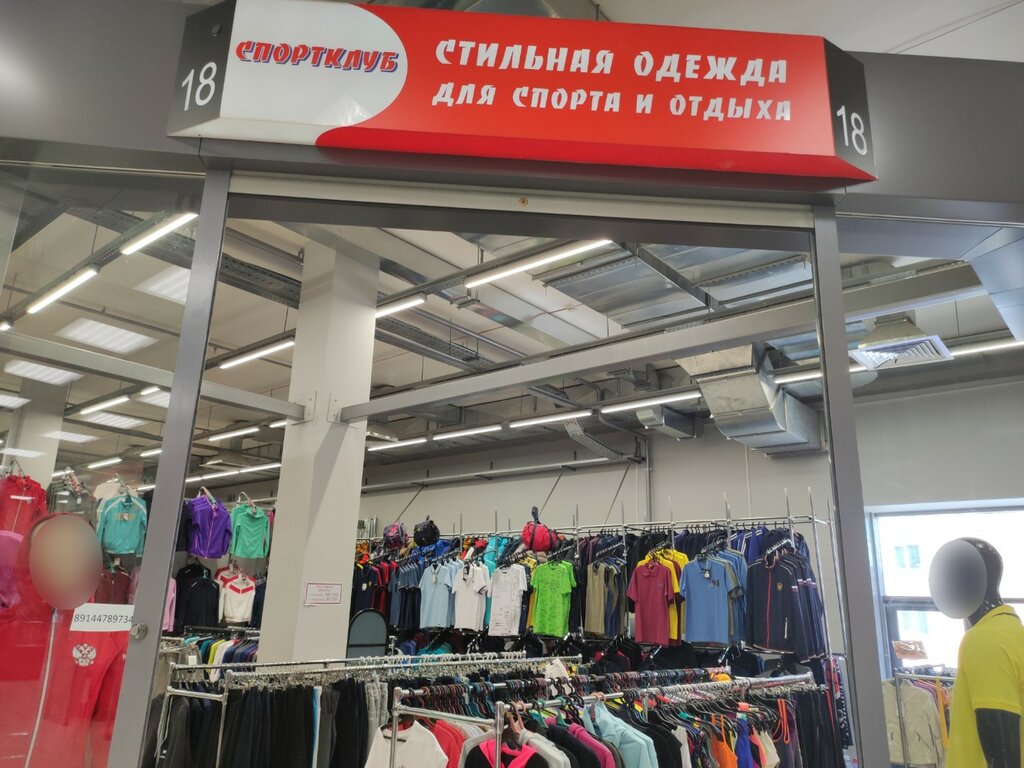 18
СПОРТКЛУБ
СТИЛЬНАЯ ОДЕЖДА
ДЛЯ СПОРТА И ОТДЫХА
18
89144789734